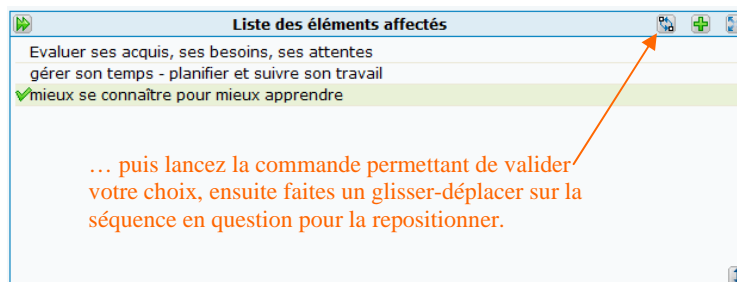 Liste des éléments affectés
Evaluer ses acquis, ses besoins, ses attentes
gérer son temps - planifier et suivre son travail
mieux se connaître pour mieux apprendre
… puis lancez la commande permettant de valider
votre choix, ensuite faites un glisser-déplacer sur la
séquence en question pour la repositionner.